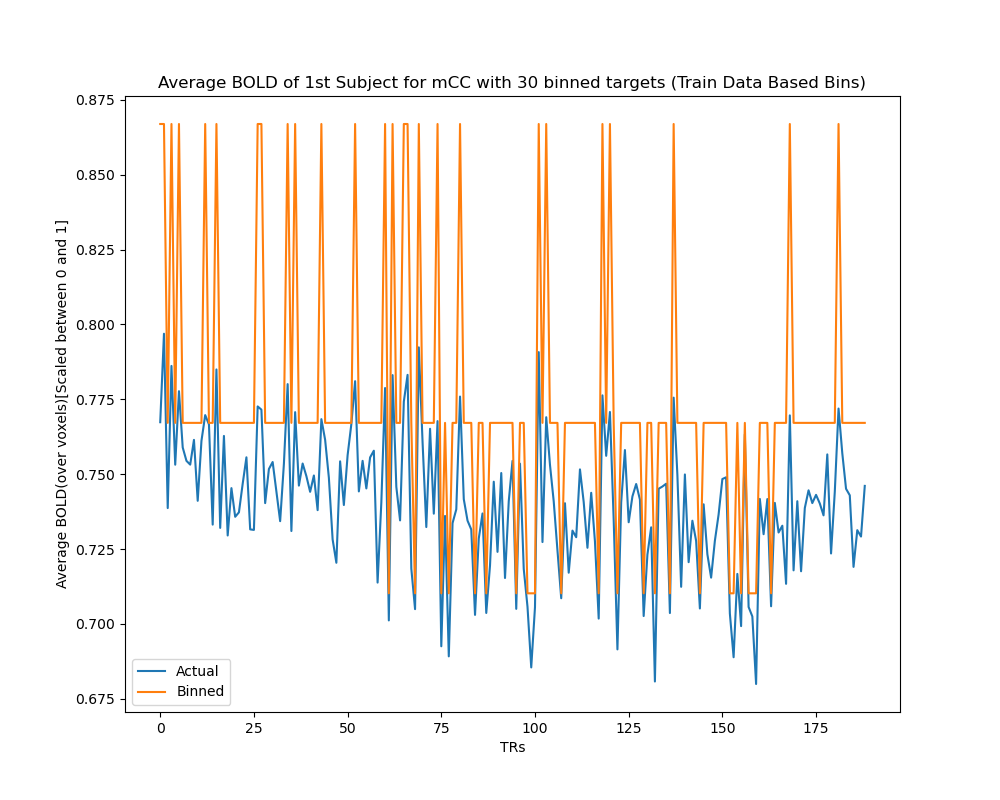 Average BOLD of 1st Subject for mCC with 30 binned targets (Train Data Based Bins)
Average BOLD(over voxels)[Scaled between 0 and 1]
0.875
0.850
0.825
0.800
0.775
0.750
0.725
0.700
0.675
Actual
Binned
0 25 50 75 100 125 150 175
TRs